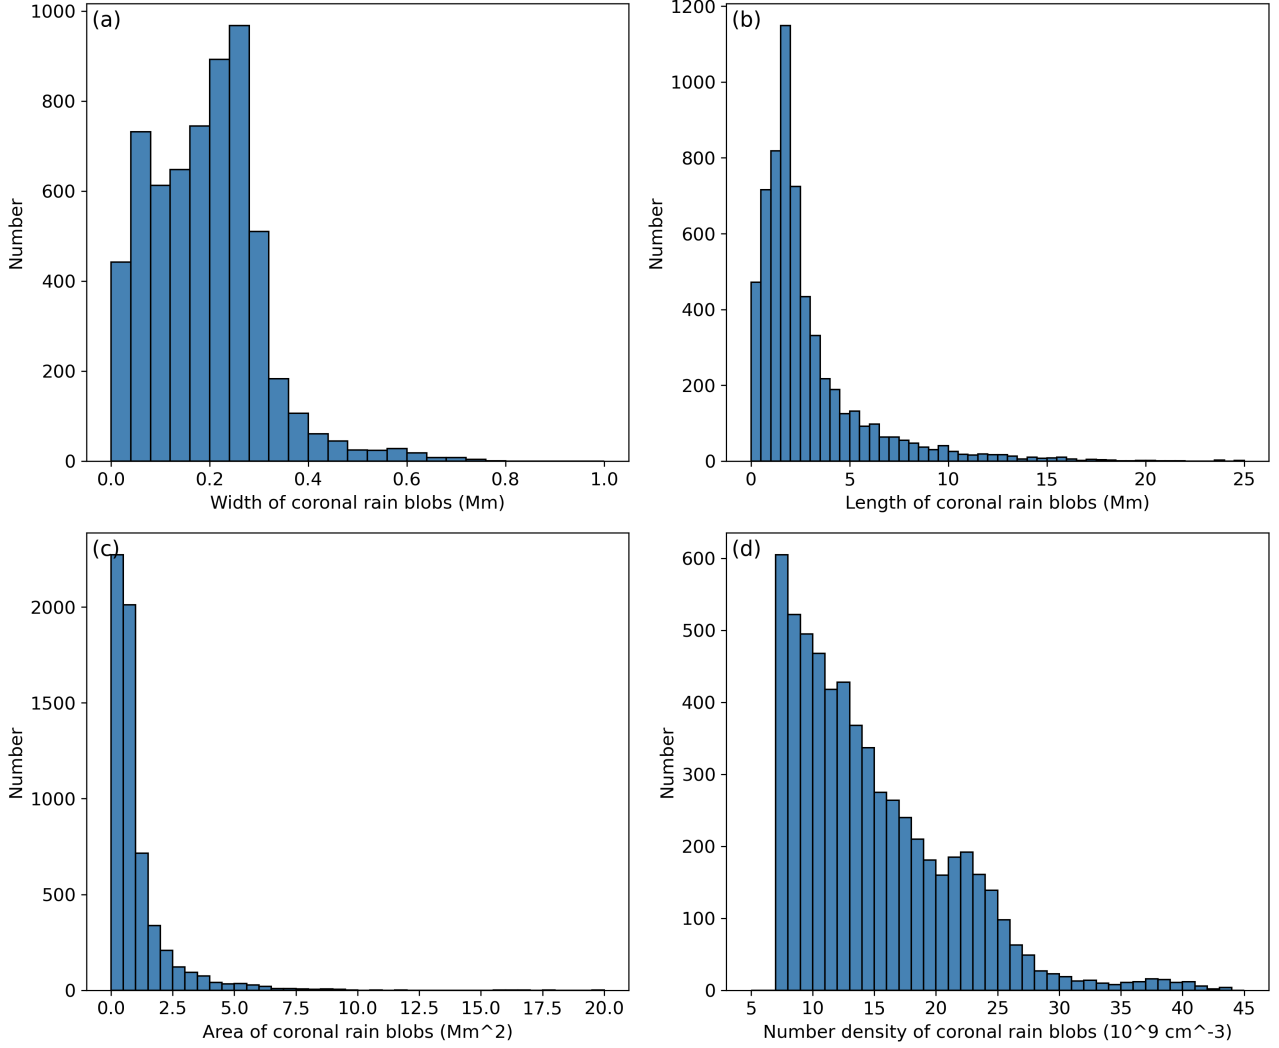 (a)
1000
800
600
400
200
0
Number
0.0 0.2 0.4 0.6 0.8 1.0
Width of coronal rain blobs (Mm)
(b)
1200
1000
800
600
400
200
0
Number
0 5 10 15 20 25
Length of coronal rain blobs (Mm)
(c)
2000
1500
1000
500
0
Number
0.0 2.5 5.0 7.5 10.0 12.5 15.0 17.5 20.0
Area of coronal rain blobs (Mm^2)
(d)
600
500
400
300
200
100
0
Number
5 10 15 20 25 30 35 40 45
Number density of coronal rain blobs (10^9 cm^-3)